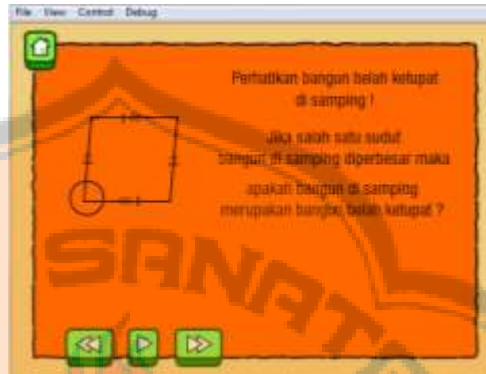 File View Control Debug
Perhatikan bangun belah ketupat
di samping !
Jika salah satu sudut
bangun di samping diperbesar maka
apakah bangun di samping
merupakan bangun belah ketupat ?
SANATA